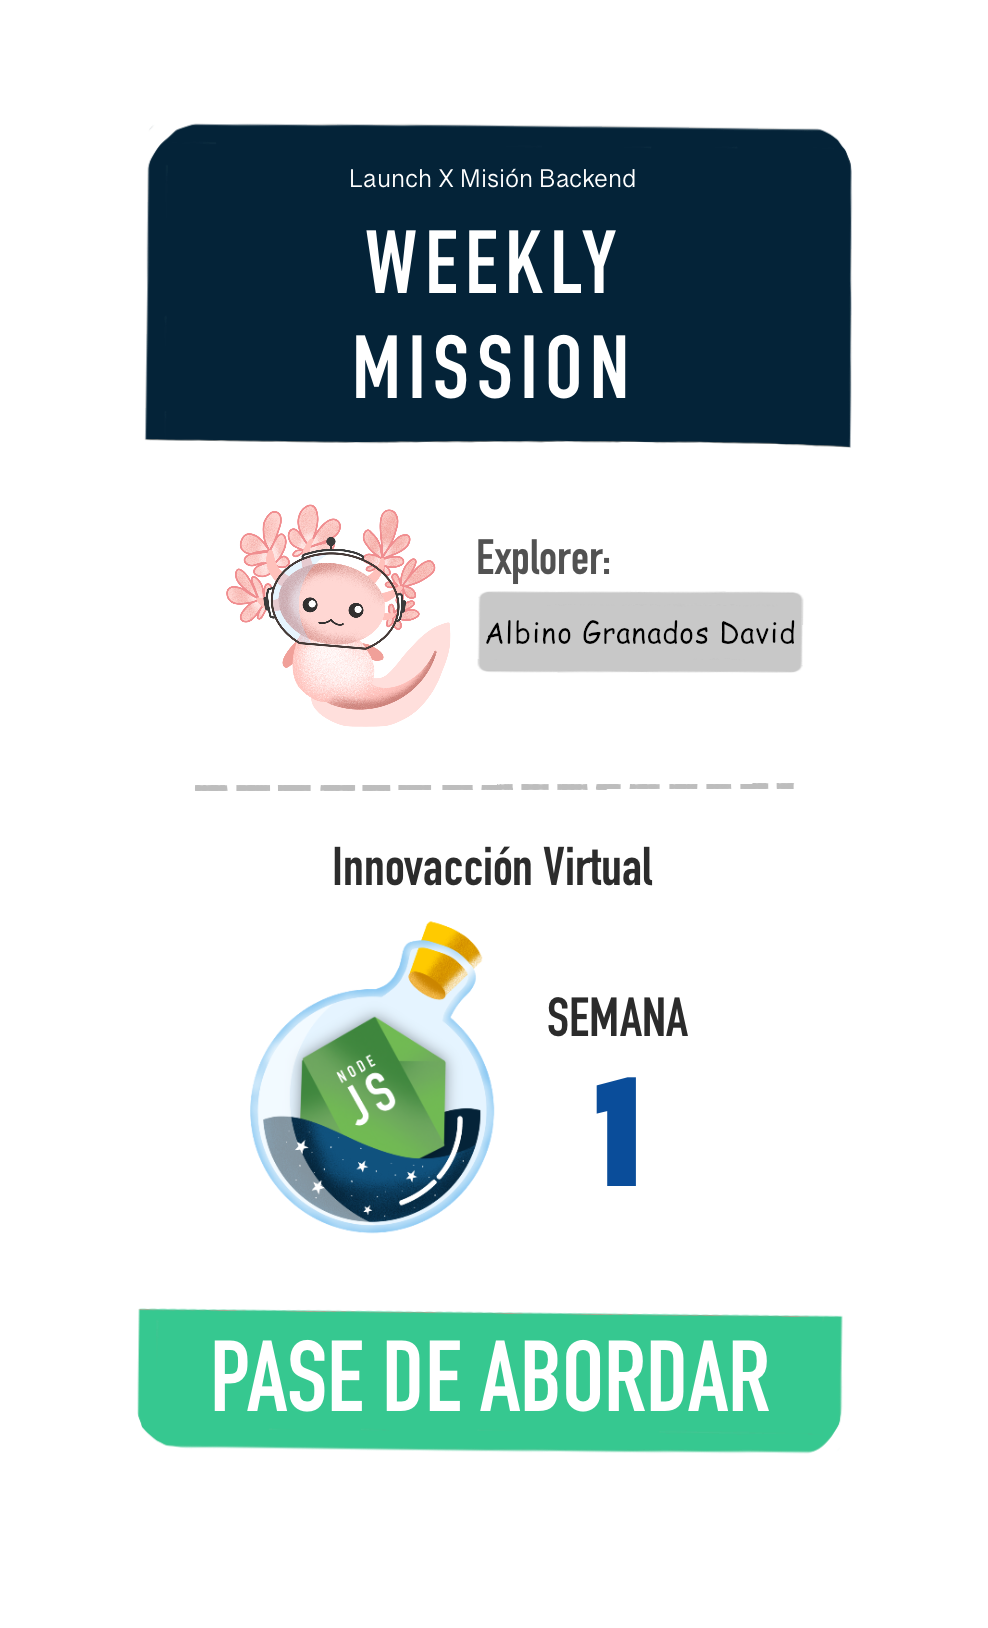 Launch X Misión Backend
WEEKLY
MISSION
Explorer:
Albino Granados David
Innovacción Virtual
NODE
JS
SEMANA
1
PASE DE ABORDAR